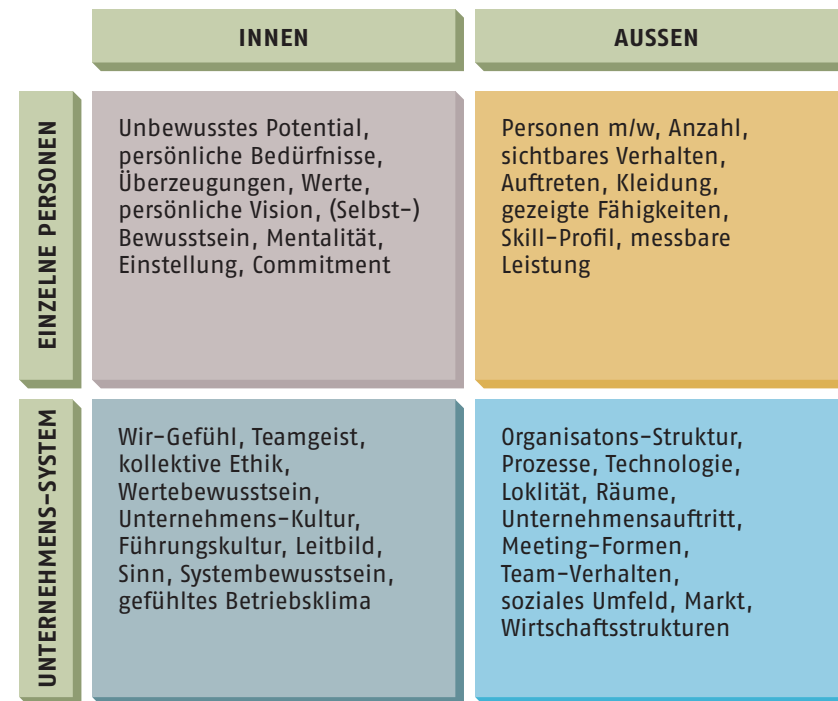 INNEN
AUSSEN
EINZELNE PERSONEN
Unbewusstes Potential,
persönliche Bedürfnisse,
Überzeugungen, Werte,
persönliche Vision, (Selbst-)
Bewusstsein, Mentalität,
Einstellung, Commitment
Personen m/w, Anzahl,
sichtbares Verhalten,
Auftreten, Kleidung,
gezeigte Fähigkeiten,
Skill-Profil, messbare
Leistung
UNTERNEHMENS-SYSTEM
Wir-Gefühl, Teamgeist,
kollektive Ethik,
Wertebewusstsein,
Unternehmens-Kultur,
Führungskultur, Leitbild,
Sinn, Systembewusstsein,
gefühltes Betriebsklima
Organisatons-Struktur,
Prozesse, Technologie,
Loklität, Räume,
Unternehmensauftritt,
Meeting-Formen,
Team-Verhalten,
soziales Umfeld, Markt,
Wirtschaftsstrukturen